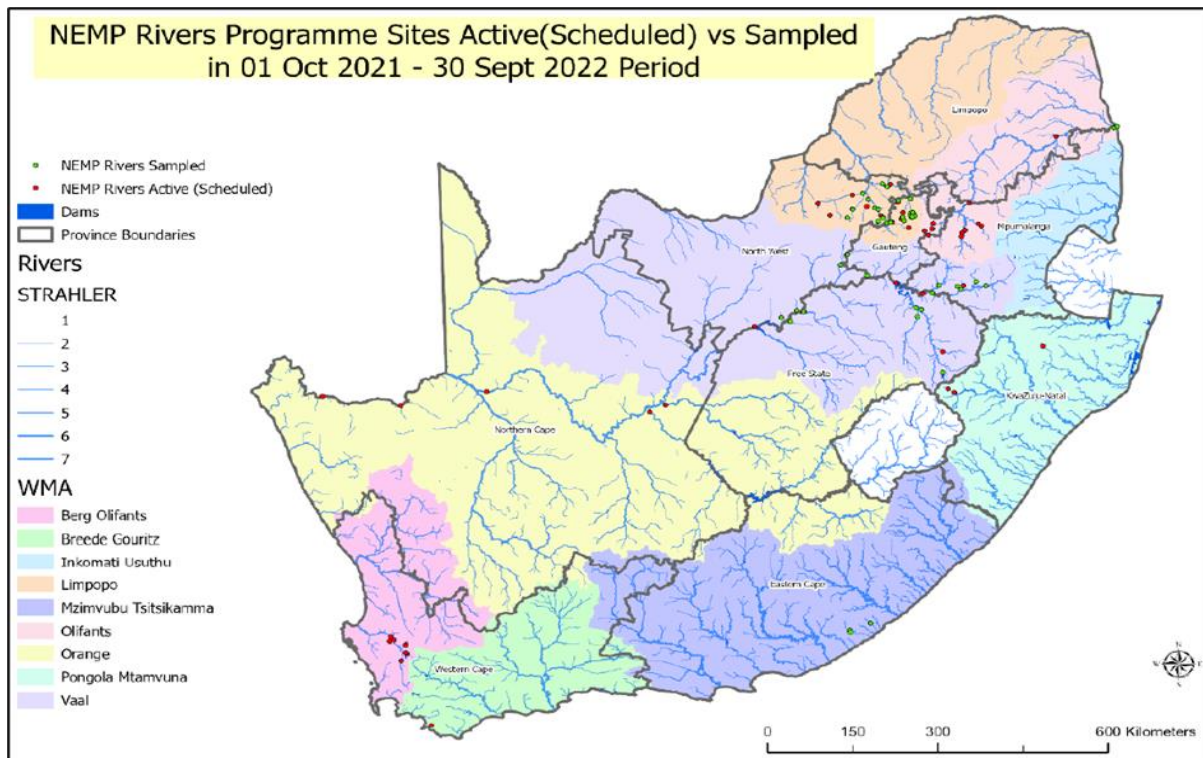 NEMP Rivers Programme Sites Active(Scheduled) vs Sampled
in 01 Oct 2021 - 30 Sept 2022 Period
NEMP Rivers Sampled
NEMP Rivers Active (Scheduled)
Dams
Province Boundaries
Rivers
STRAHLER
1
2
3
4
5
6
7
WMA
Berg Olifants
Breede Gouritz
Inkomati Usuthu
Limpopo
Mzimvubu Tsitsikamma
Olifants
Orange
Pongola Mtamvuna
Vaal
Limpopo
Mpumalanga
North West
Gauteng
Free State
KwaZulu-Natal
Northern Cape
Eastern Cape
Western Cape
N
W
E
S
0 150 300 600 Kilometers